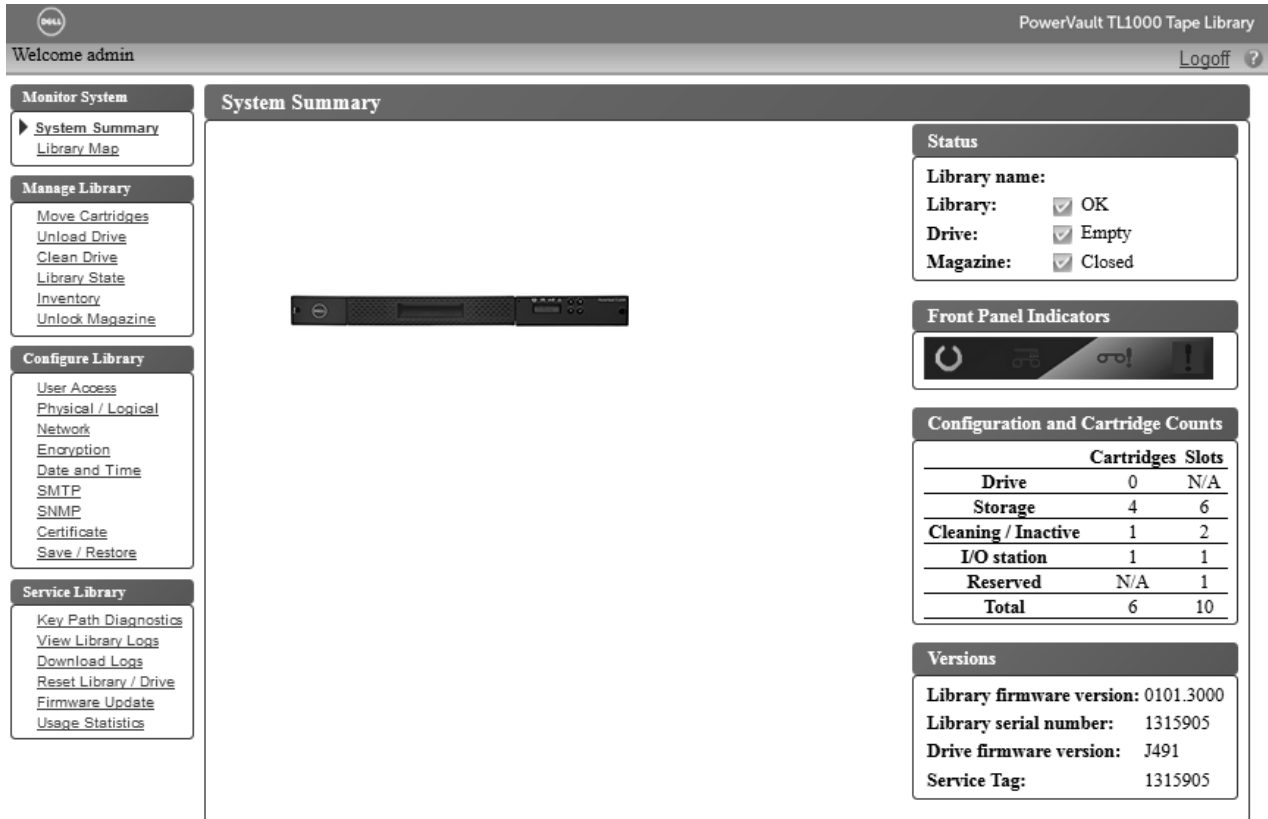 DELL
PowerVault TL1000 Tape Library
Welcome admin
Logoff ?
Monitor System
System Summary
Library Map
Manage Library
Move Cartridges
Unload Drive
Clean Drive
Library State
Inventory
Unlock Magazine
Configure Library
User Access
Physical / Logical
Network
Encryption
Date and Time
SMTP
SNMP
Certificate
Save / Restore
Service Library
Key Path Diagnostics
View Library Logs
Download Logs
Reset Library / Drive
Firmware Update
Usage Statistics
System Summary
DELL
Status
Library name:
Library: OK
Drive: Empty
Magazine: Closed
Front Panel Indicators
Configuration and Cartridge Counts
Cartridges Slots
Drive 0 N/A
Storage 4 6
Cleaning / Inactive 1 2
I/O station 1 1
Reserved N/A 1
Total 6 10
Versions
Library firmware version: 0101.3000
Library serial number: 1315905
Drive firmware version: J491
Service Tag: 1315905